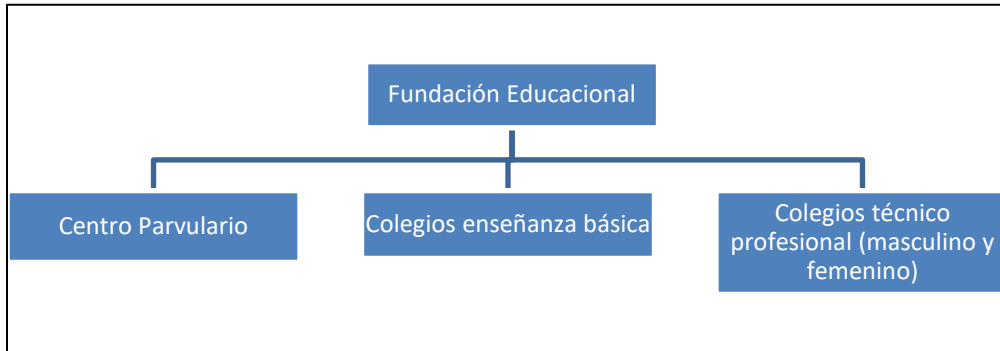 Fundación Educacional
Centro Parvulario
Colegios enseñanza básica
Colegios técnico
profesional (masculino y
femenino)